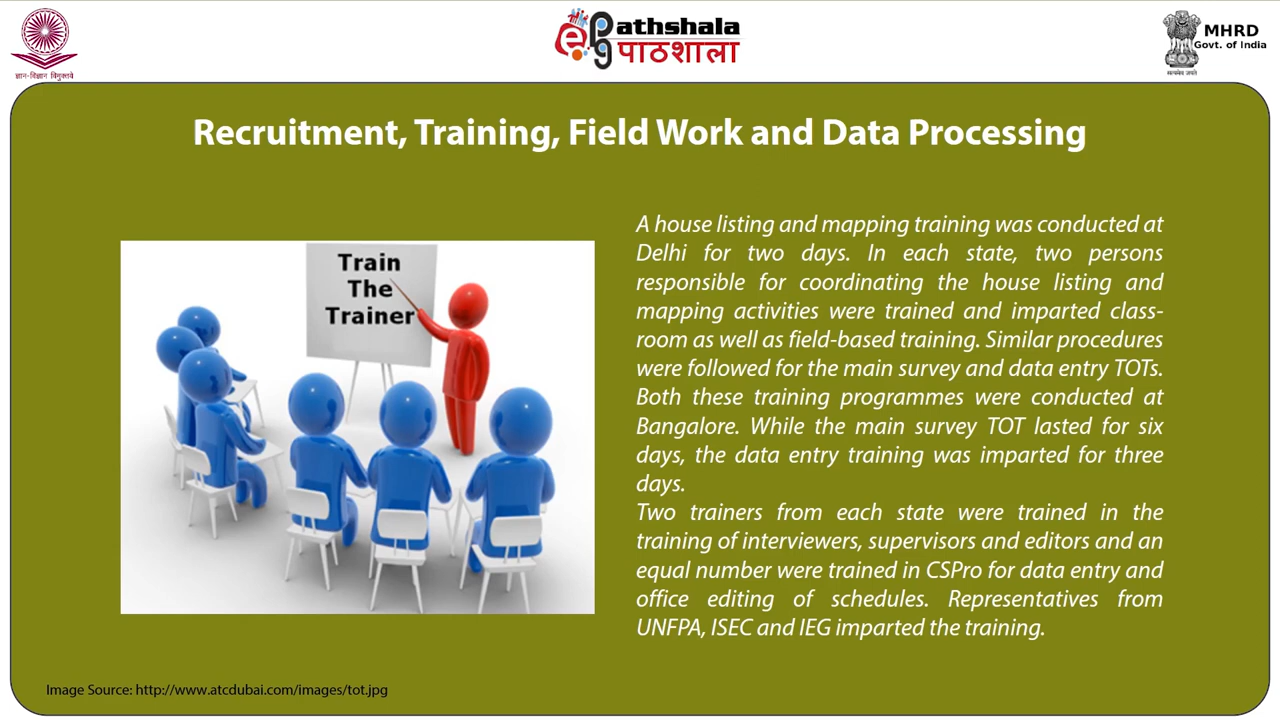 ज्ञान-विज्ञान विमुक्तये
ePathshala
पाठशाला
सत्यमेव जयते
MHRD
Govt. of India
Recruitment, Training, Field Work and Data Processing
Train
The
Trainer
A house listing and mapping training was conducted at
Delhi for two days. In each state, two persons
responsible for coordinating the house listing and
mapping activities were trained and imparted class-
room as well as field-based training. Similar procedures
were followed for the main survey and data entry TOTs.
Both these training programmes were conducted at
Bangalore. While the main survey TOT lasted for six
days, the data entry training was imparted for three
days.
Two trainers from each state were trained in the
training of interviewers, supervisors and editors and an
equal number were trained in CSPro for data entry and
office editing of schedules. Representatives from
UNFPA, ISEC and IEG imparted the training.
Image Source: http://www.atcdubai.com/images/tot.jpg